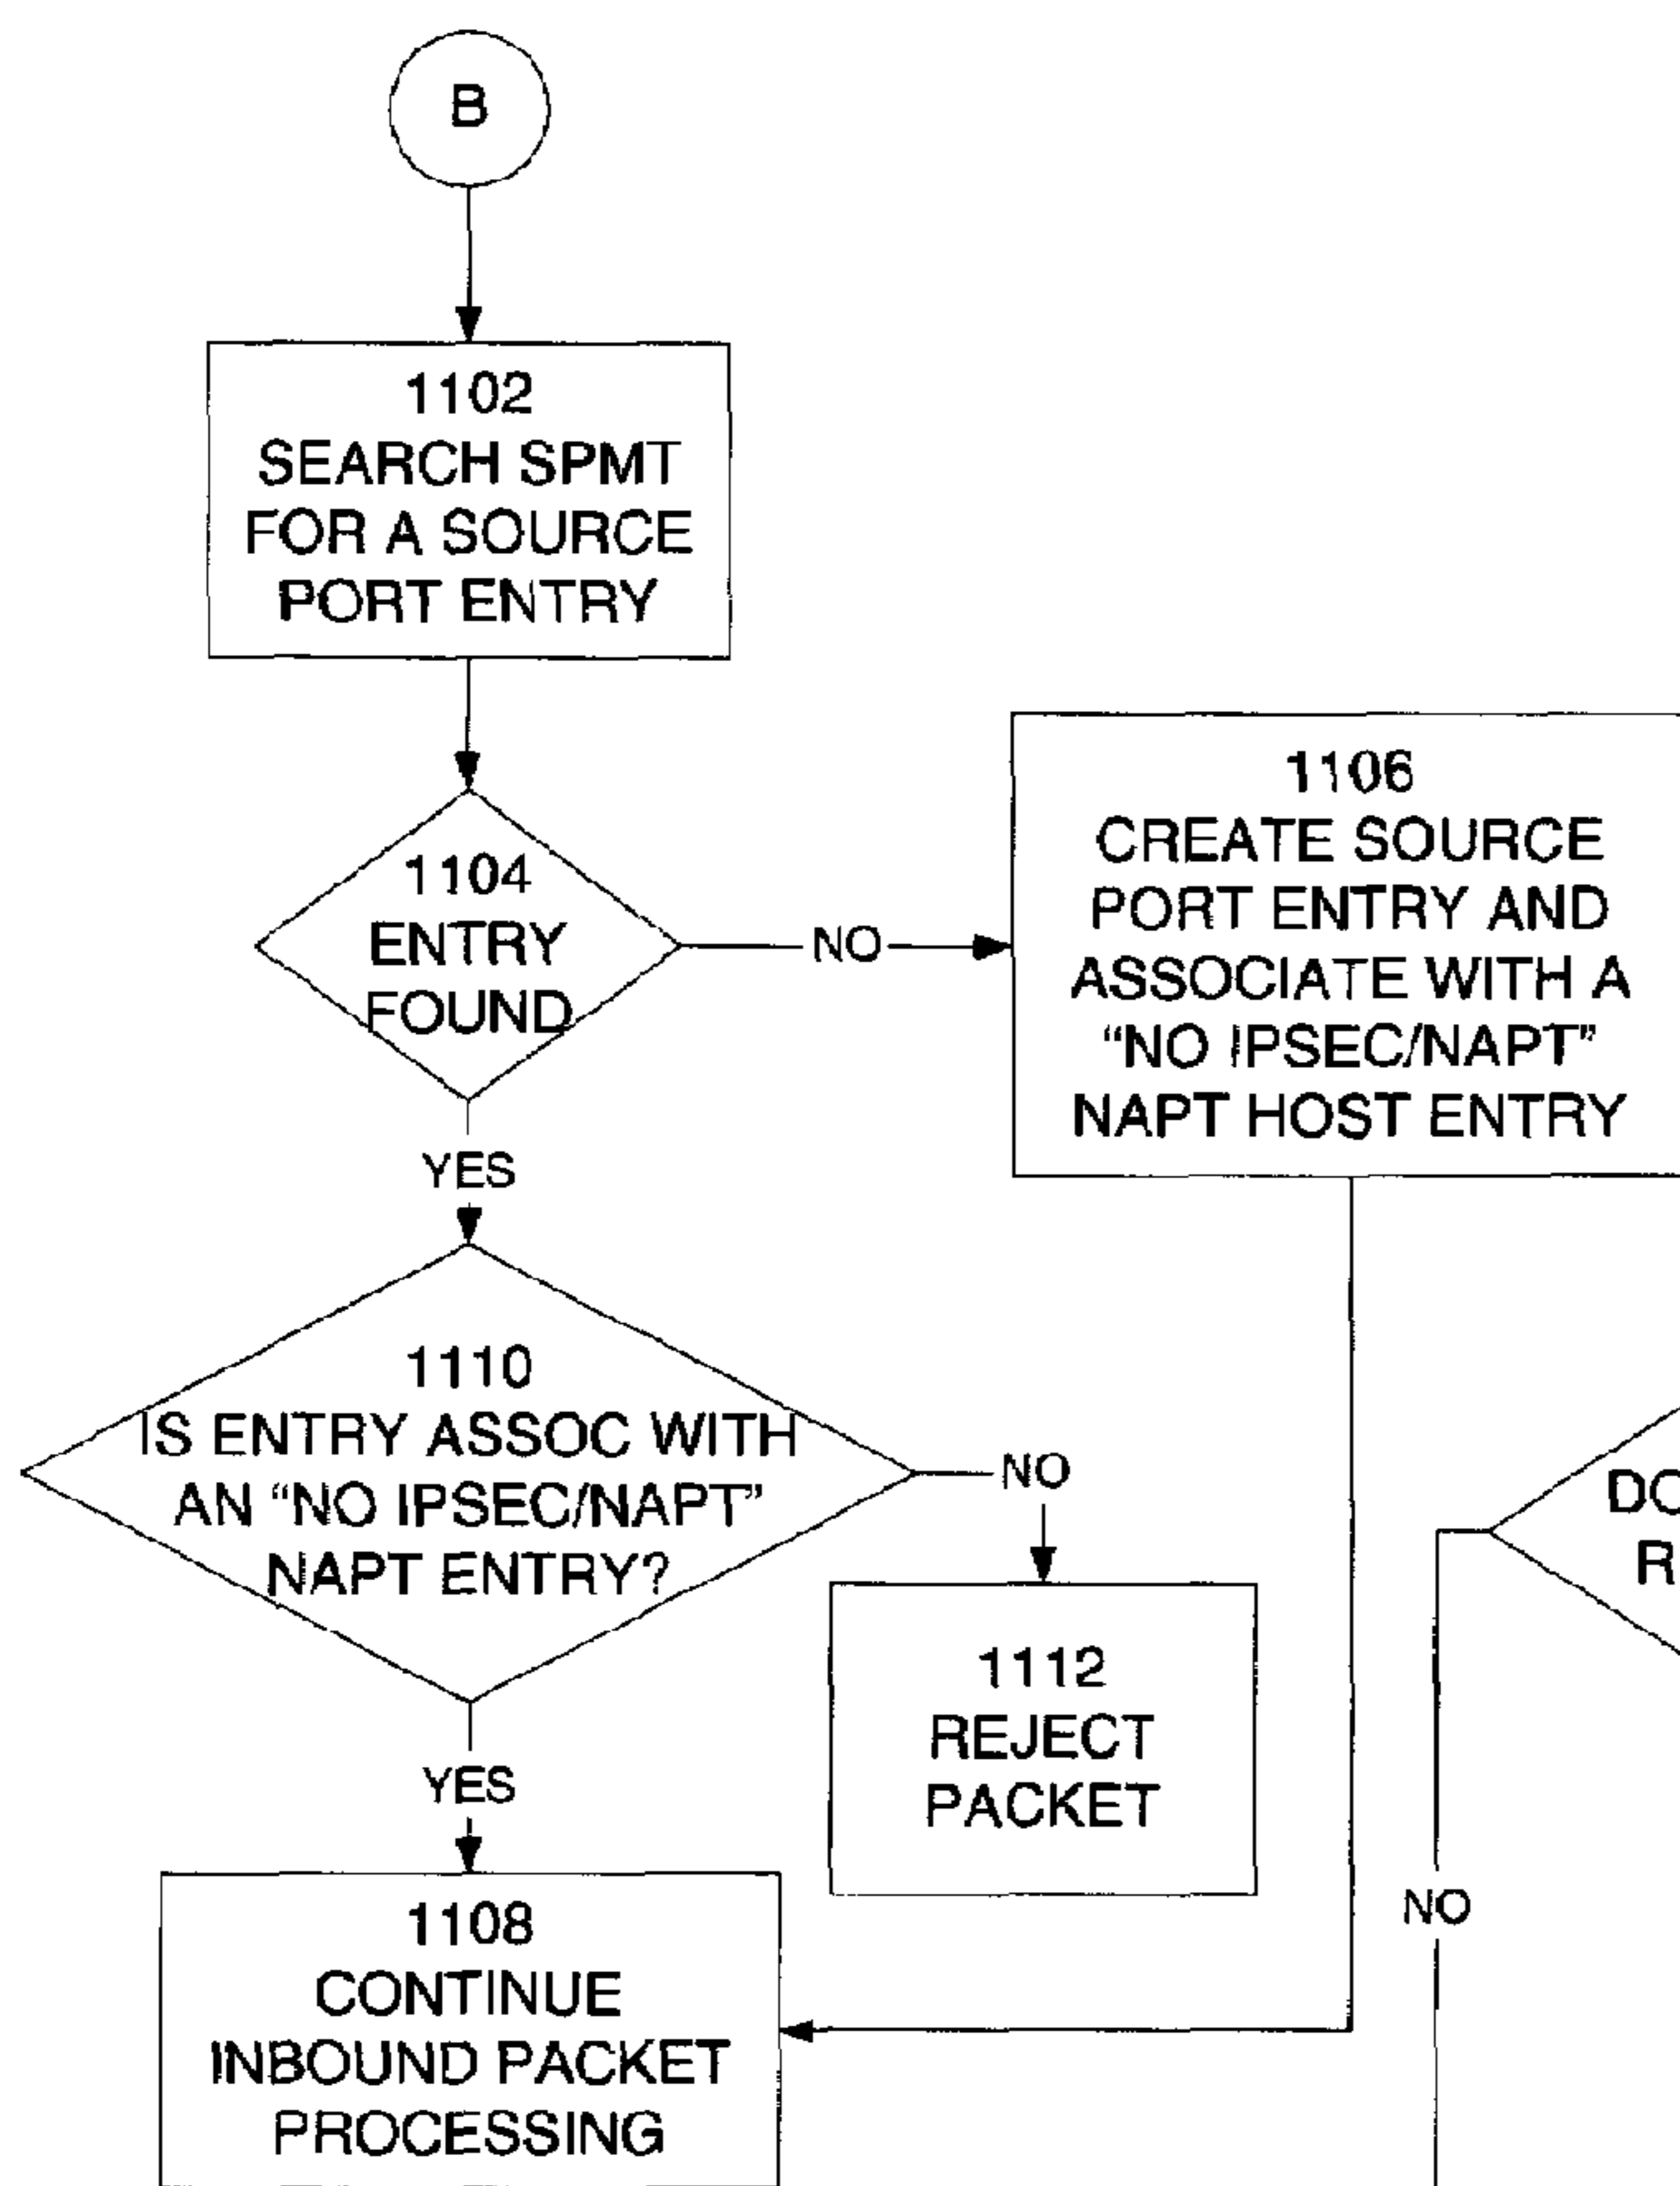 B
1102
SEARCH SPMT
FOR A SOURCE
PORT ENTRY
1104
ENTRY
FOUND
NO
1106
CREATE SOURCE
PORT ENTRY AND
ASSOCIATE WITH A
“NO IPSEC/NAPT”
NAPT HOST ENTRY
YES
1110
IS ENTRY ASSOC WITH
AN “NO IPSEC/NAPT”
NAPT ENTRY?
NO
1112
REJECT
PACKET
YES
1108
CONTINUE
INBOUND PACKET
PROCESSING
NO